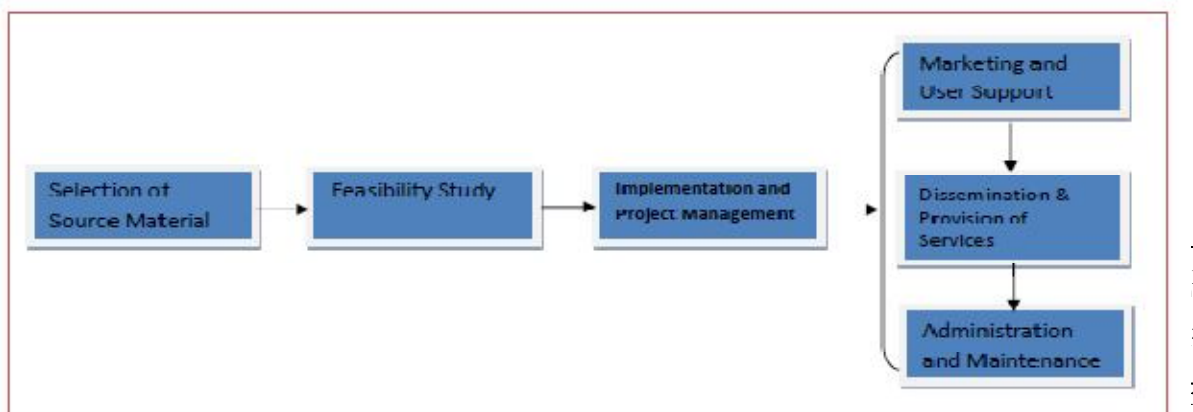 Selection of
Source Material
Feasibility Study
Implementation and
Project Management
Marketing and
User Support
Dissemination &
Provision of
Services
Administration
and Maintenance